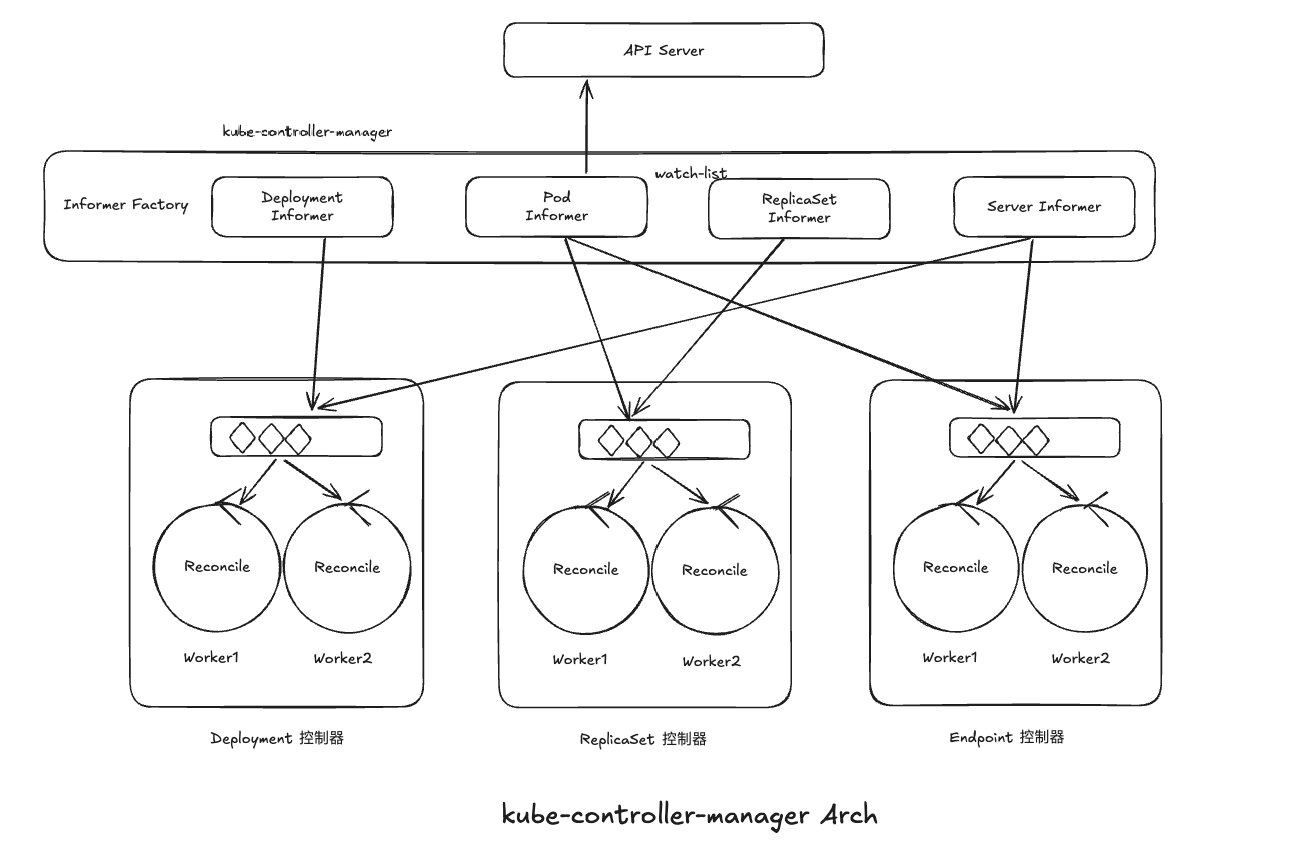 API Server
kube-controller-manager
watch-list
Informer Factory
Deployment
Informer
Pod
Informer
ReplicaSet
Informer
Server Informer
Reconcile
Reconcile
Worker1
Worker2
Deployment 控制器
Reconcile
Reconcile
Worker1
Worker2
ReplicaSet 控制器
Reconcile
Reconcile
Worker1
Worker2
Endpoint 控制器
kube-controller-manager Arch